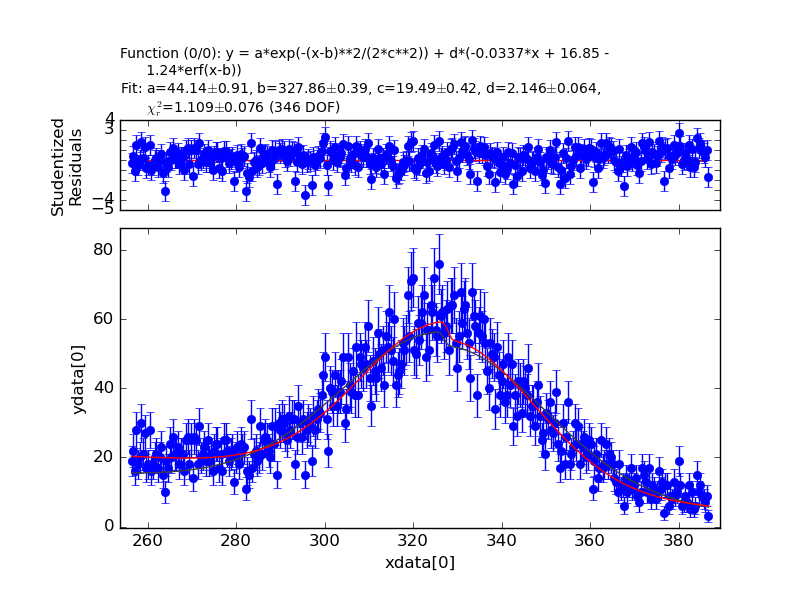 Function (0/0): y = a*exp(-(x-b)**2/(2*c**2)) + d*(-0.0337*x + 16.85 -
1.24*erf(x-b))
Fit: a=44.14±0.91, b=327.86±0.39, c=19.49±0.42, d=2.146±0.064,
χ²ᵣ=1.109±0.076 (346 DOF)
4
3
−4
−5
Studentized
Residuals
80
60
40
20
0
ydata[0]
260 280 300 320 340 360 380
xdata[0]